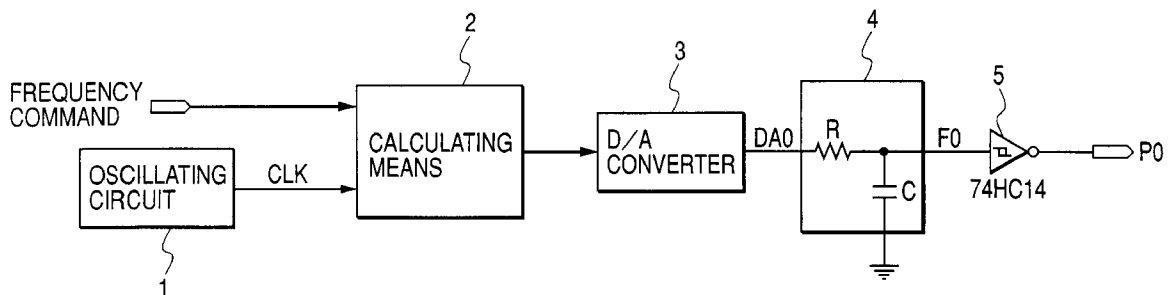 2
4
3
5
FREQUENCY
COMMAND
CALCULATING
MEANS
D/A
CONVERTER
DA0
R
F0
P0
OSCILLATING
CIRCUIT
CLK
C
74HC14
1